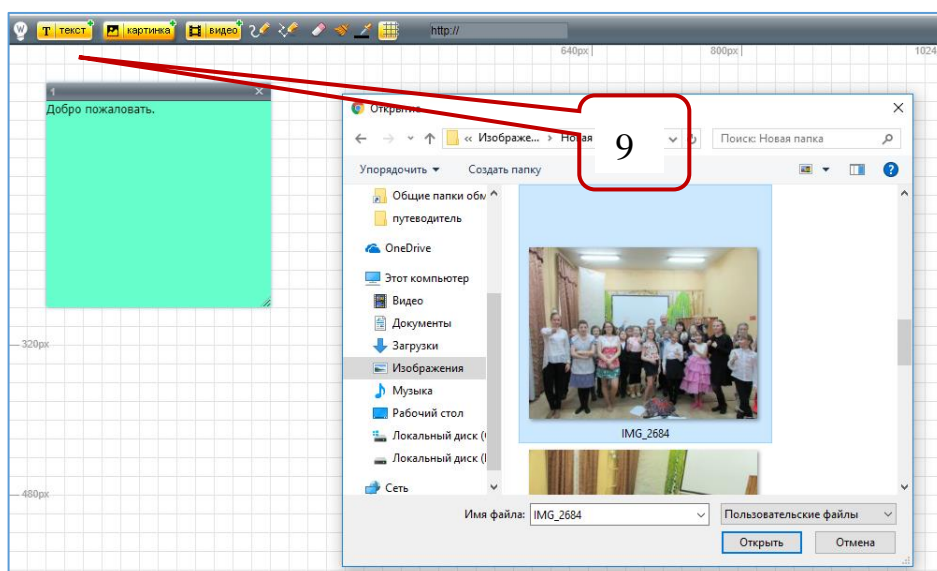 W T текст картинка видео http://
640px 800px 1024
1
Добро пожаловать.
Открытие
9
« Изображе... › Новая
Поиск: Новая папка
Упорядочить Создать папку
Общие папки обм
путеводитель
OneDrive
Этот компьютер
Видео
Документы
Загрузки
Изображения
Музыка
Рабочий стол
Локальный диск (
Локальный диск (
Сеть
320px
480px
IMG_2684
Имя файла: IMG_2684 Пользовательские файлы
Открыть Отмена